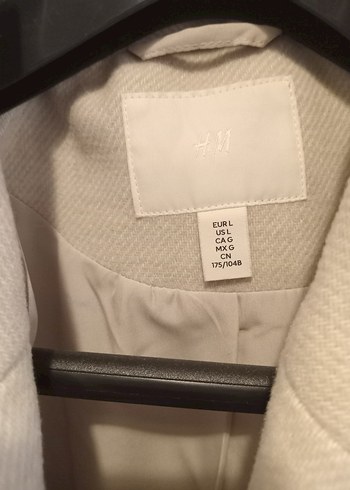 H&M
EUR L
US L
CA G
MX G
CN
175/104B